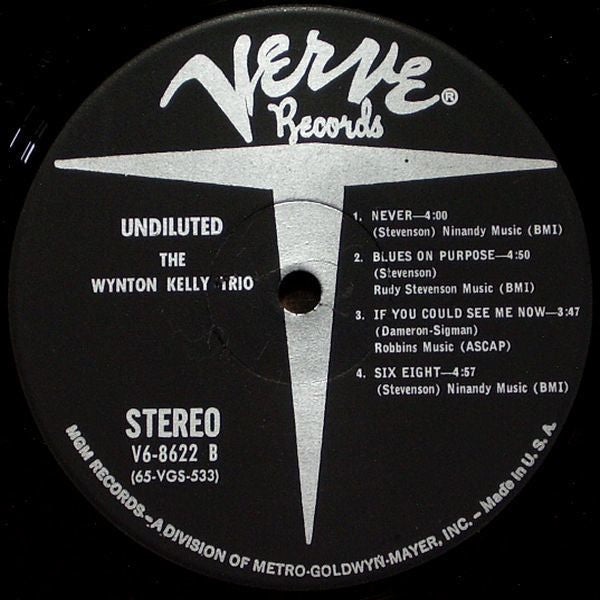 VERVE®
Records
UNDILUTED
THE
WYNTON KELLY TRIO
1. NEVER—4:00
(Stevenson) Ninandy Music (BMI)
2. BLUES ON PURPOSE—4:50
(Stevenson)
Rudy Stevenson Music (BMI)
3. IF YOU COULD SEE ME NOW—3:47
(Dameron-Sigman)
Robbins Music (ASCAP)
4. SIX EIGHT—4:57
(Stevenson) Ninandy Music (BMI)
STEREO
V6-8622 B
(65-VGS-533)
MGM RECORDS—A DIVISION OF METRO-GOLDWYN-MAYER, INC. – Made in U. S. A.